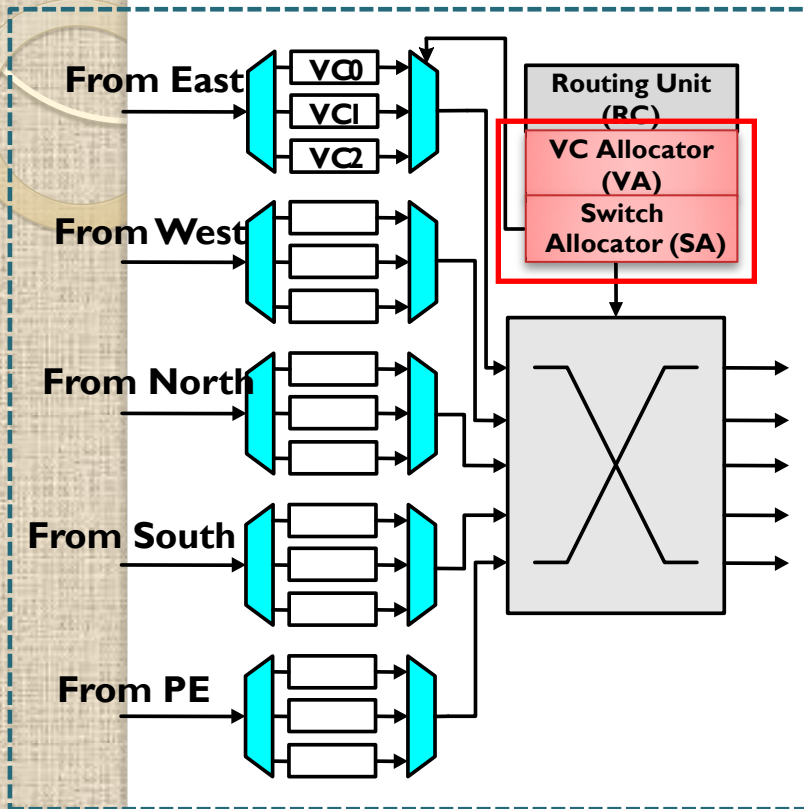 From East
VC0
VC1
VC2
Routing Unit
(RC)
VC Allocator
(VA)
Switch
Allocator (SA)
From West
From North
From South
From PE